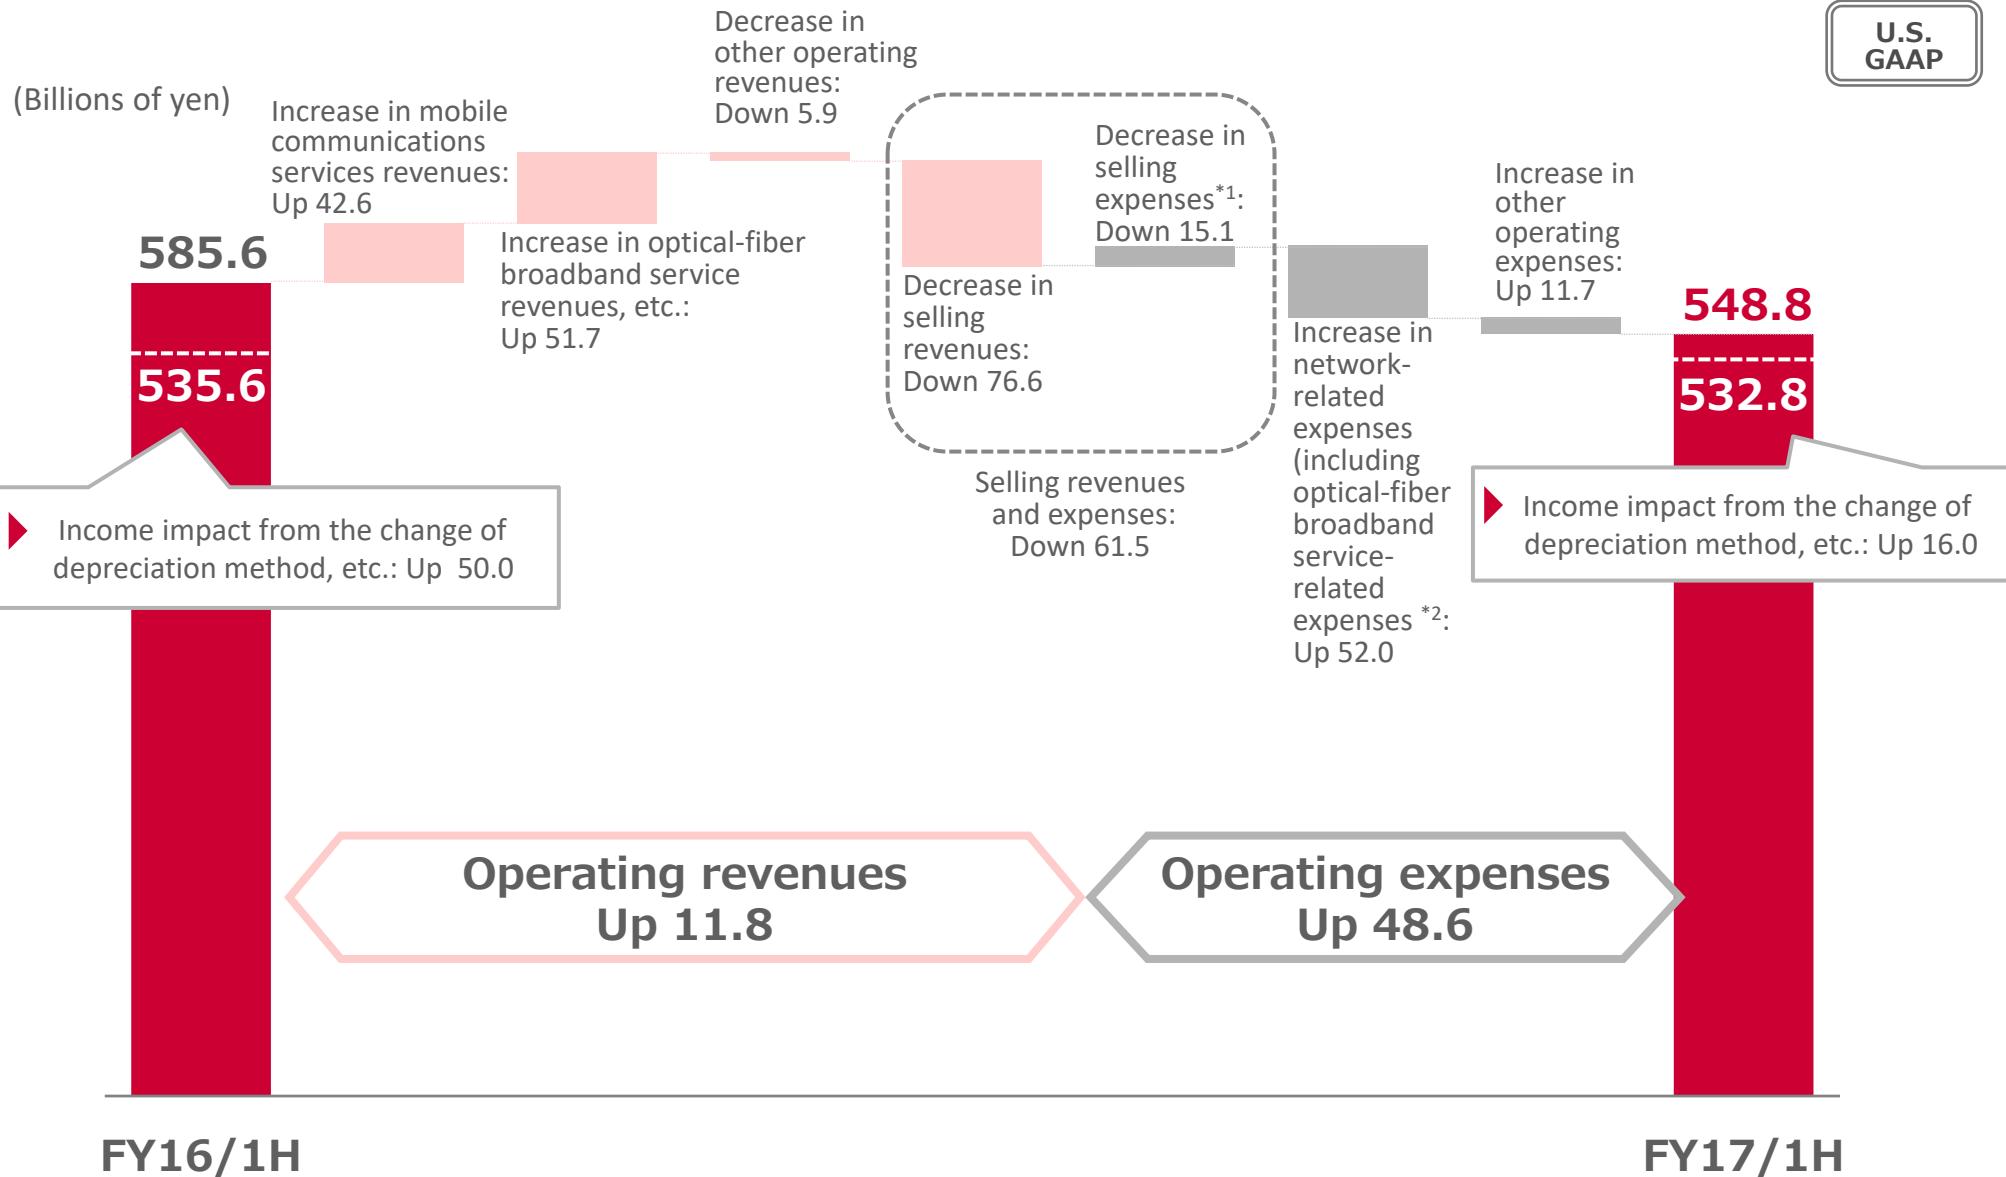 U.S.
GAAP
(Billions of yen)
Increase in mobile
communications
services revenues:
Up 42.6
Increase in optical-fiber
broadband service
revenues, etc.:
Up 51.7
Decrease in
other operating
revenues:
Down 5.9
Decrease in
selling
revenues:
Down 76.6
Decrease in
selling
expenses*1:
Down 15.1
Selling revenues
and expenses:
Down 61.5
Increase in
network-
related
expenses
(including
optical-fiber
broadband
service-
related
expenses *2:
Up 52.0
Increase in
other
operating
expenses:
Up 11.7
585.6
535.6
Income impact from the change of
depreciation method, etc.: Up 50.0
548.8
532.8
Income impact from the change of
depreciation method, etc.: Up 16.0
Operating revenues
Up 11.8
Operating expenses
Up 48.6
FY16/1H
FY17/1H